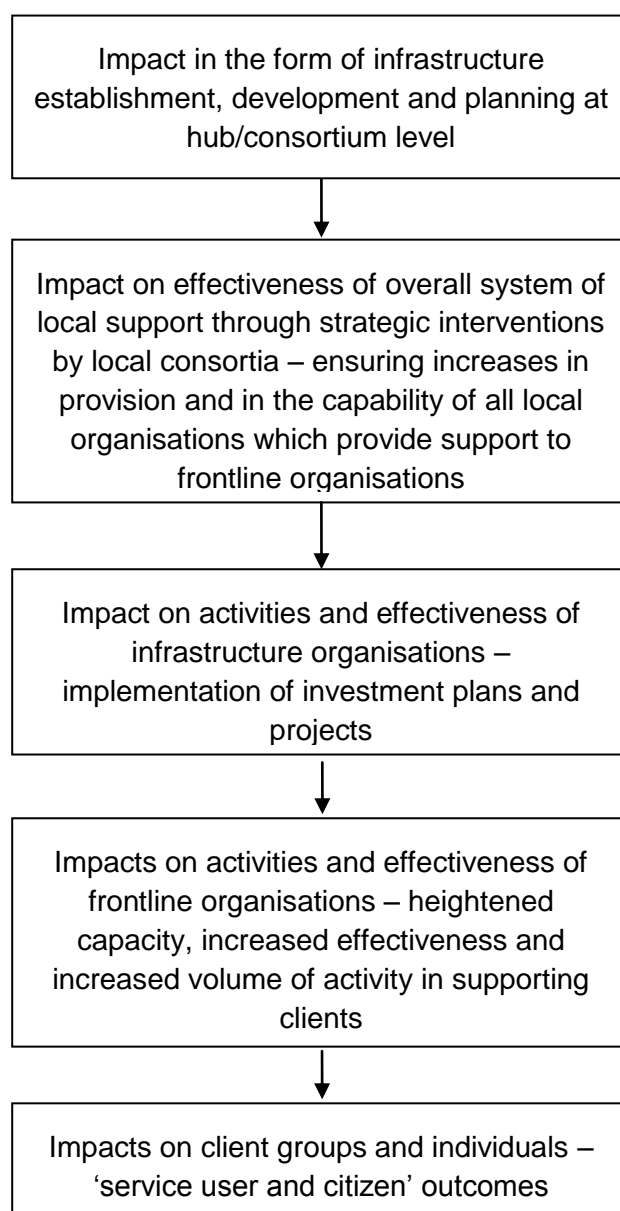 Impact in the form of infrastructure
establishment, development and planning at
hub/consortium level
Impact on effectiveness of overall system of
local support through strategic interventions
by local consortia – ensuring increases in
provision and in the capability of all local
organisations which provide support to
frontline organisations
Impact on activities and effectiveness of
infrastructure organisations –
implementation of investment plans and
projects
Impacts on activities and effectiveness of
frontline organisations – heightened
capacity, increased effectiveness and
increased volume of activity in supporting
clients
Impacts on client groups and individuals –
‘service user and citizen’ outcomes